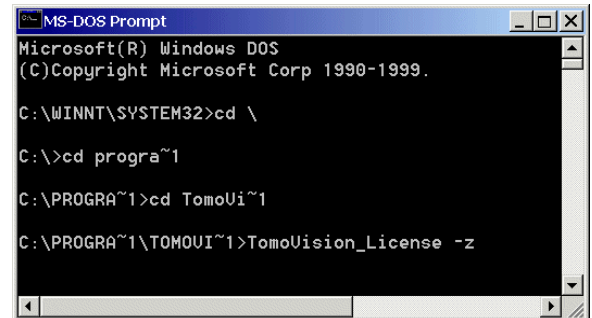 MS-DOS Prompt
Microsoft(R) Windows DOS
(C)Copyright Microsoft Corp 1990-1999.
C:\WINNT\SYSTEM32>cd \
C:\>cd progra~1
C:\PROGRA~1>cd TomoVi~1
C:\PROGRA~1\TOMOVI~1>TomoVision_License -z